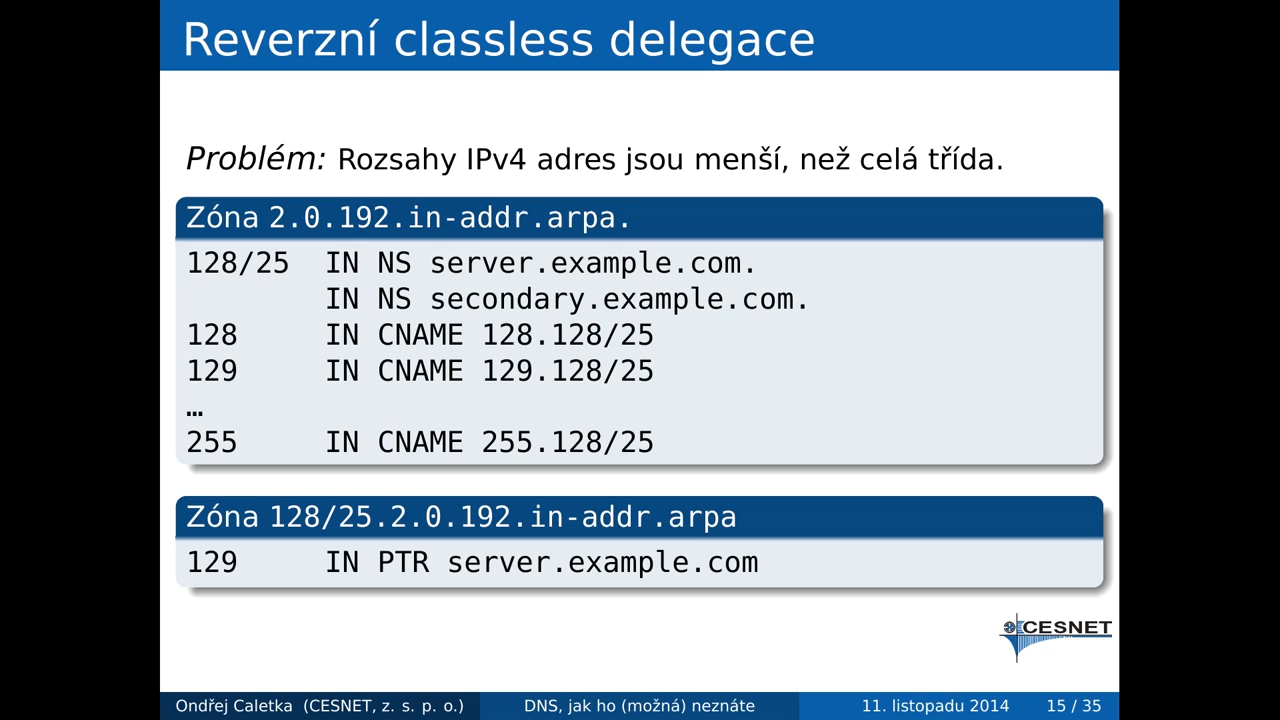 Reverzní classless delegace
Problém: Rozsahy IPv4 adres jsou menší, než celá třída.
Zóna 2.0.192.in-addr.arpa.
128/25 IN NS server.example.com.
IN NS secondary.example.com.
128 IN CNAME 128.128/25
129 IN CNAME 129.128/25
…
255 IN CNAME 255.128/25
Zóna 128/25.2.0.192.in-addr.arpa
129 IN PTR server.example.com
CESNET
Ondřej Caletka (CESNET, z. s. p. o.) DNS, jak ho (možná) neznáte 11. listopadu 2014 15 / 35